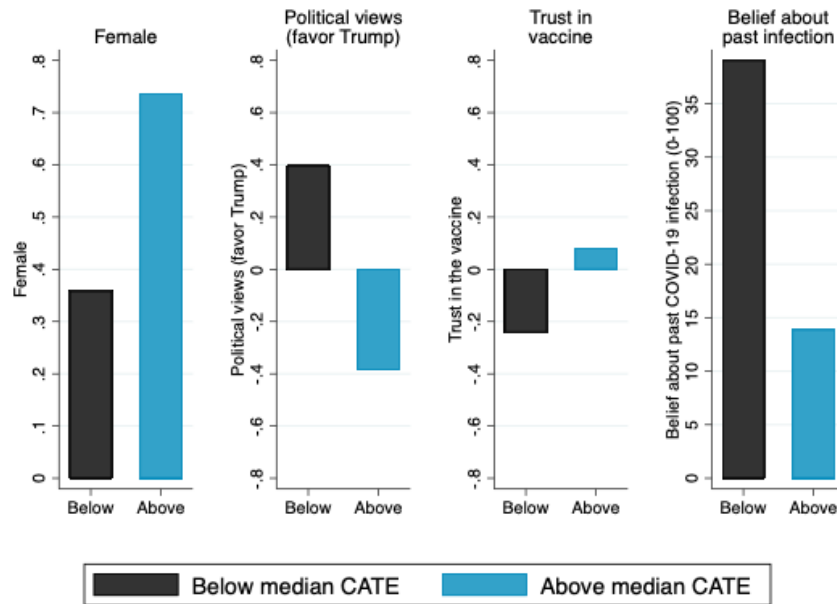 Female
Political views
(favor Trump)
Trust in
vaccine
Belief about
past infection
Female
.8
.7
.6
.5
.4
.3
.2
.1
0
Below
Above
Political views (favor Trump)
.8
.6
.4
.2
0
-.2
-.4
-.6
-.8
Below
Above
Trust in the vaccine
.8
.6
.4
.2
0
-.2
-.4
-.6
-.8
Below
Above
Belief about past COVID-19 infection (0-100)
35
30
25
20
15
10
5
0
Below
Above
Below median CATE
Above median CATE